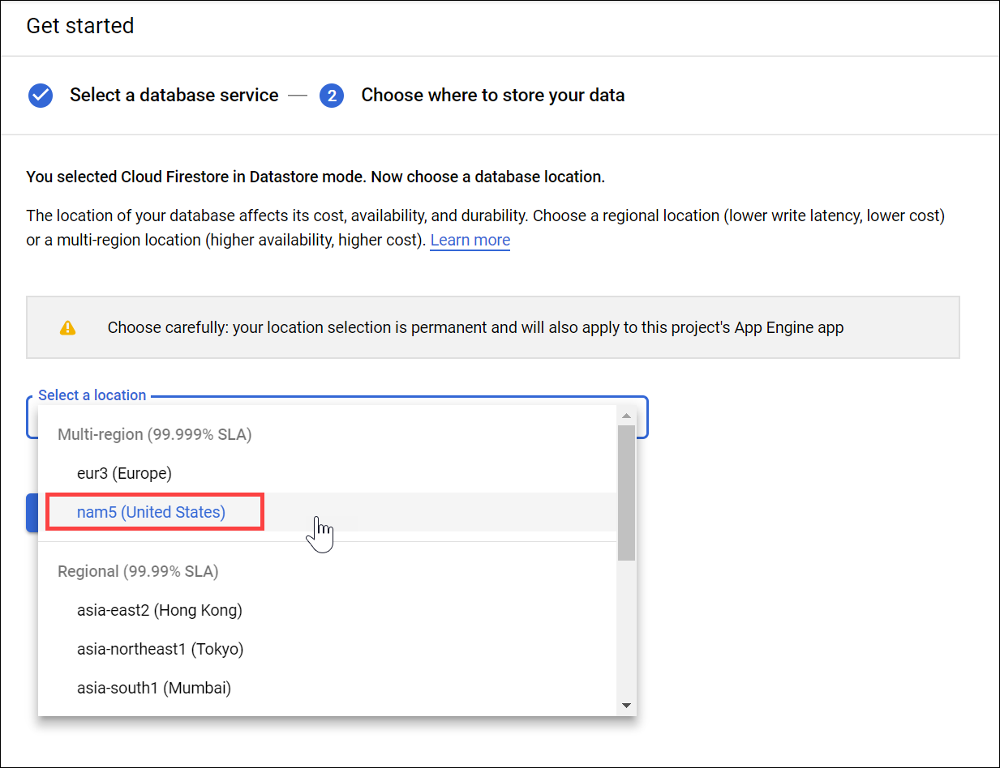 Get started
Select a database service
2
Choose where to store your data
You selected Cloud Firestore in Datastore mode. Now choose a database location.
The location of your database affects its cost, availability, and durability. Choose a regional location (lower write latency, lower cost)
or a multi-region location (higher availability, higher cost). Learn more
Choose carefully: your location selection is permanent and will also apply to this project's App Engine app
Select a location
Multi-region (99.999% SLA)
eur3 (Europe)
nam5 (United States)
Regional (99.99% SLA)
asia-east2 (Hong Kong)
asia-northeast1 (Tokyo)
asia-south1 (Mumbai)